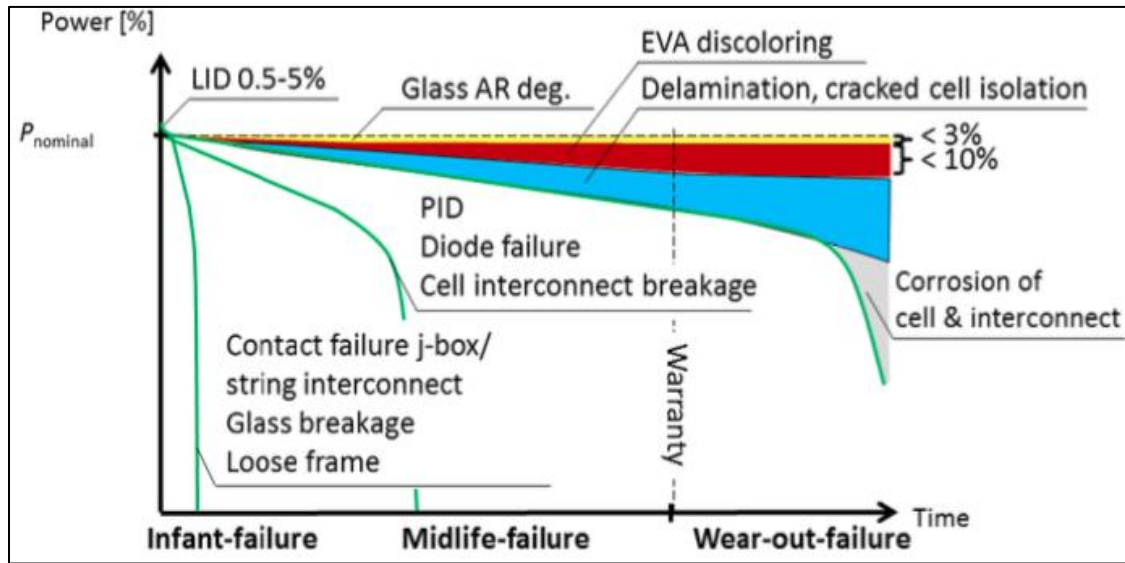 Power [%]
EVA discoloring
LID 0.5-5%
Glass AR deg.
Delamination, cracked cell isolation
Pnominal
< 3%
< 10%
PID
Diode failure
Cell interconnect breakage
Corrosion of
cell & interconnect
Contact failure j-box/
string interconnect
Glass breakage
Loose frame
Warranty
Time
Infant-failure
Midlife-failure
Wear-out-failure